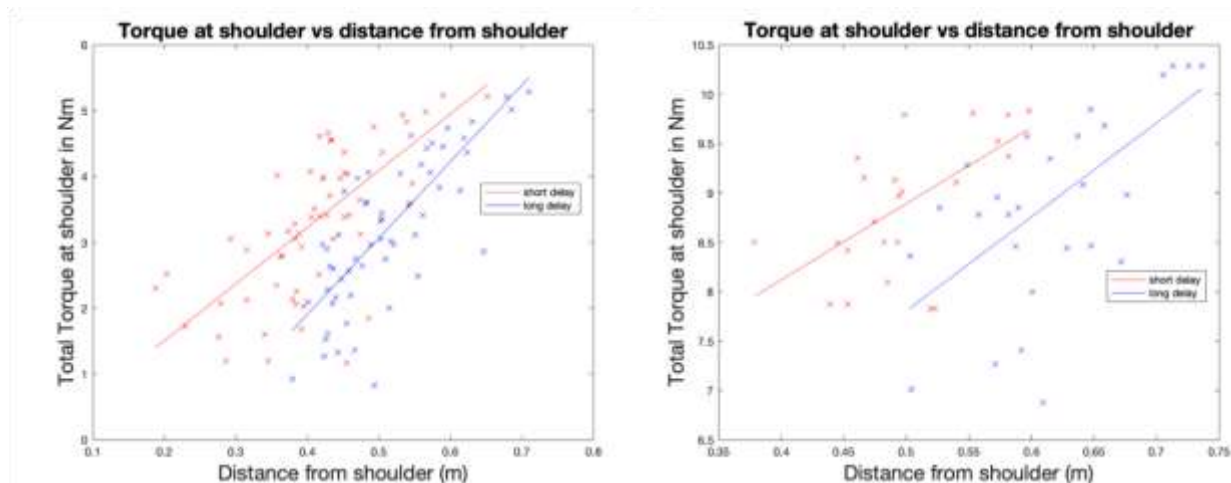 Torque at shoulder vs distance from shoulder
Total Torque at shoulder in Nm
6
5
4
3
2
1
0
short delay
long delay
0.1 0.2 0.3 0.4 0.5 0.6 0.7 0.8
Distance from shoulder (m)
Torque at shoulder vs distance from shoulder
Total Torque at shoulder in Nm
10.5
10
9.5
9
8.5
8
7.5
7
6.5
short delay
long delay
0.35 0.4 0.45 0.5 0.55 0.6 0.65 0.7 0.75
Distance from shoulder (m)